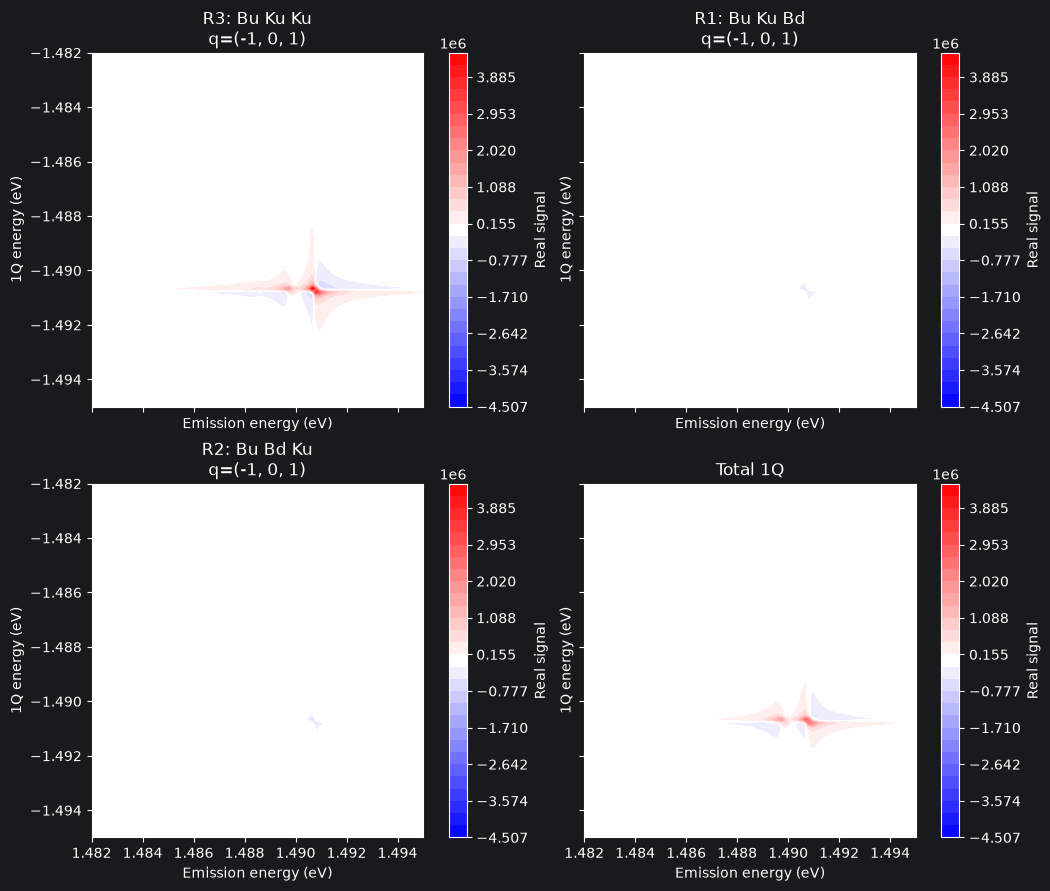 R3: Bu Ku Ku
q=(-1, 0, 1)
1e6
−1.482
−1.484
−1.486
−1.488
−1.490
−1.492
−1.494
1Q energy (eV)
Emission energy (eV)
3.885
2.953
2.020
1.088
0.155
−0.777
−1.710
−2.642
−3.574
−4.507
Real signal
R1: Bu Ku Bd
q=(-1, 0, 1)
1e6
1Q energy (eV)
Emission energy (eV)
3.885
2.953
2.020
1.088
0.155
−0.777
−1.710
−2.642
−3.574
−4.507
Real signal
R2: Bu Bd Ku
q=(-1, 0, 1)
1e6
−1.482
−1.484
−1.486
−1.488
−1.490
−1.492
−1.494
1Q energy (eV)
1.482 1.484 1.486 1.488 1.490 1.492 1.494
Emission energy (eV)
3.885
2.953
2.020
1.088
0.155
−0.777
−1.710
−2.642
−3.574
−4.507
Real signal
Total 1Q
1e6
1Q energy (eV)
1.482 1.484 1.486 1.488 1.490 1.492 1.494
Emission energy (eV)
3.885
2.953
2.020
1.088
0.155
−0.777
−1.710
−2.642
−3.574
−4.507
Real signal